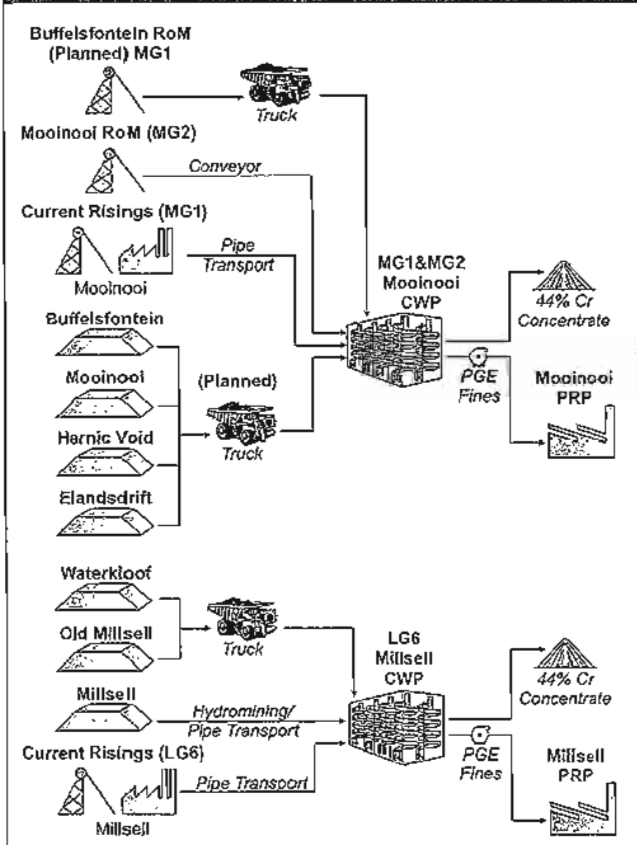 Buffelsfontein RoM
(Planned) MG1
Truck
Mooinooi RoM (MG2)
Conveyor
Current Risings (MG1)
Pipe
Transport
Mooinooi
MG1&MG2
Mooinooi
CWP
44% Cr
Concentrate
PGE
Fines
Mooinooi
PRP
Buffelsfontein
Mooinooi
(Planned)
Hernic Void
Truck
Elandsdrift
Waterkloof
Old Millsell
Truck
LG6
Millsell
CWP
44% Cr
Concentrate
Millsell
Hydromining/
Pipe Transport
PGE
Fines
Millsell
PRP
Current Risings (LG6)
Pipe Transport
Millsell